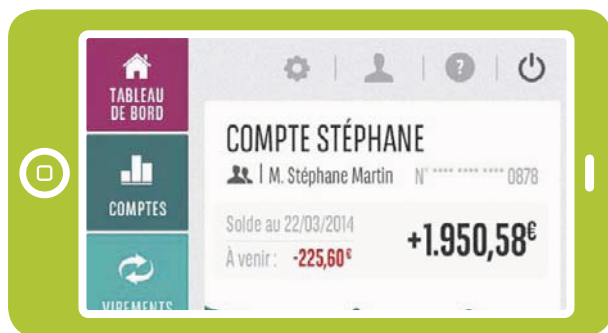 TABLEAU
DE BORD
COMPTES
VIREMENTS
?
COMPTE STÉPHANE
M. Stéphane Martin N° **** **** **** 0878
Solde au 22/03/2014
À venir : -225,60€
+1.950,58€